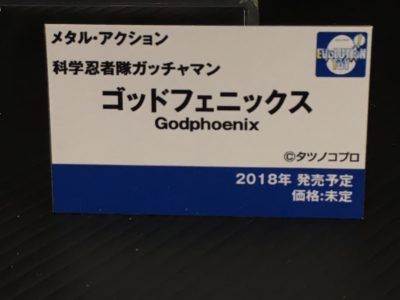 メタル・アクション
EVOLUTION
TOY
科学忍者隊ガッチャマン
ゴッドフェニックス
Godphoenix
©タツノコプロ
2018年 発売予定
価格:未定